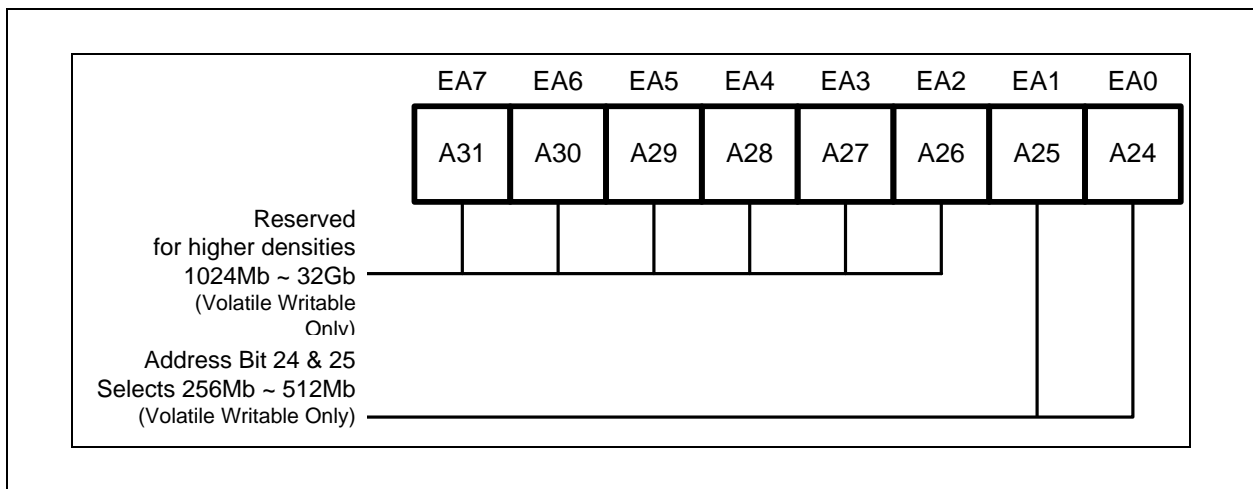 EA7 EA6 EA5 EA4 EA3 EA2 EA1 EA0
A31 A30 A29 A28 A27 A26 A25 A24
Reserved
for higher densities
1024Mb ~ 32Gb
(Volatile Writable
Only)
Address Bit 24 & 25
Selects 256Mb ~ 512Mb
(Volatile Writable Only)